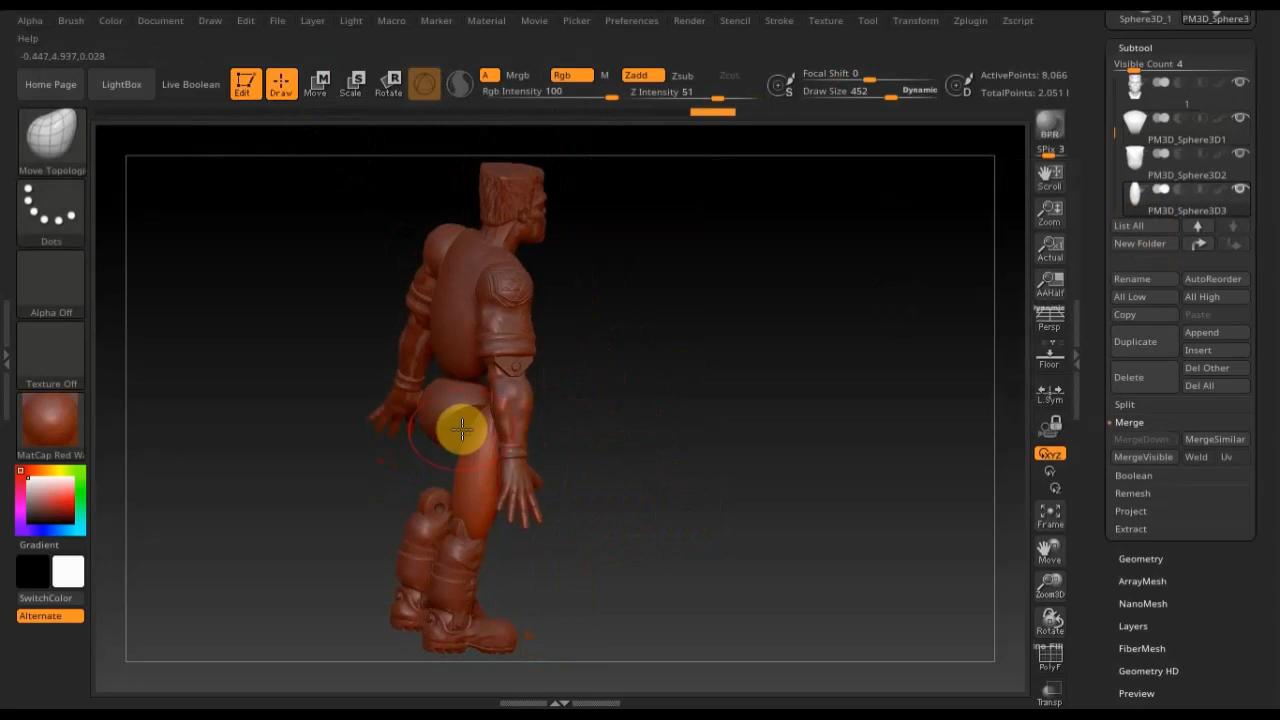 Alpha Brush Color Document Draw Edit File Layer Light Macro Marker Material Movie Picker Preferences Render Stencil Stroke Texture Tool Transform Zplugin Zscript
Help
-0.447,4.937,0.028
Sphere3D_1 PM3D_Sphere3
Home Page LightBox Live Boolean Edit Draw Move Scale Rotate
A Mrgb Rgb M Zadd Zsub Zcut
Rgb Intensity 100 Z Intensity 51
Focal Shift 0
Draw Size 452 Dynamic
S D
ActivePoints: 8,066
TotalPoints: 2.051
Move Topologi
Dots
Alpha Off
Texture Off
MatCap Red Wa
Gradient
SwitchColor
Alternate
BPR
SPix 3
Scroll
Zoom
Actual
AAHalf
Dynamic
Persp
Floor
L.Sym
XYZ
Y
Z
Frame
Move
Zoom3D
Rotate
Line Fill
PolyF
Transp
Subtool
Visible Count 4
1
PM3D_Sphere3D1
PM3D_Sphere3D2
PM3D_Sphere3D3
List All
New Folder
Rename AutoReorder
All Low All High
Copy Paste
Duplicate Append
Insert
Delete Del Other
Del All
Split
Merge
MergeDown MergeSimilar
MergeVisible Weld Uv
Boolean
Remesh
Project
Extract
Geometry
ArrayMesh
NanoMesh
Layers
FiberMesh
Geometry HD
Preview